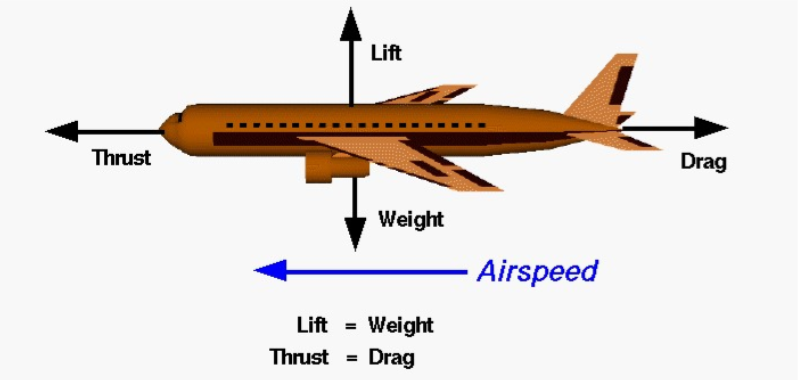 Lift
Thrust
Drag
Weight
Airspeed
Lift = Weight
Thrust = Drag